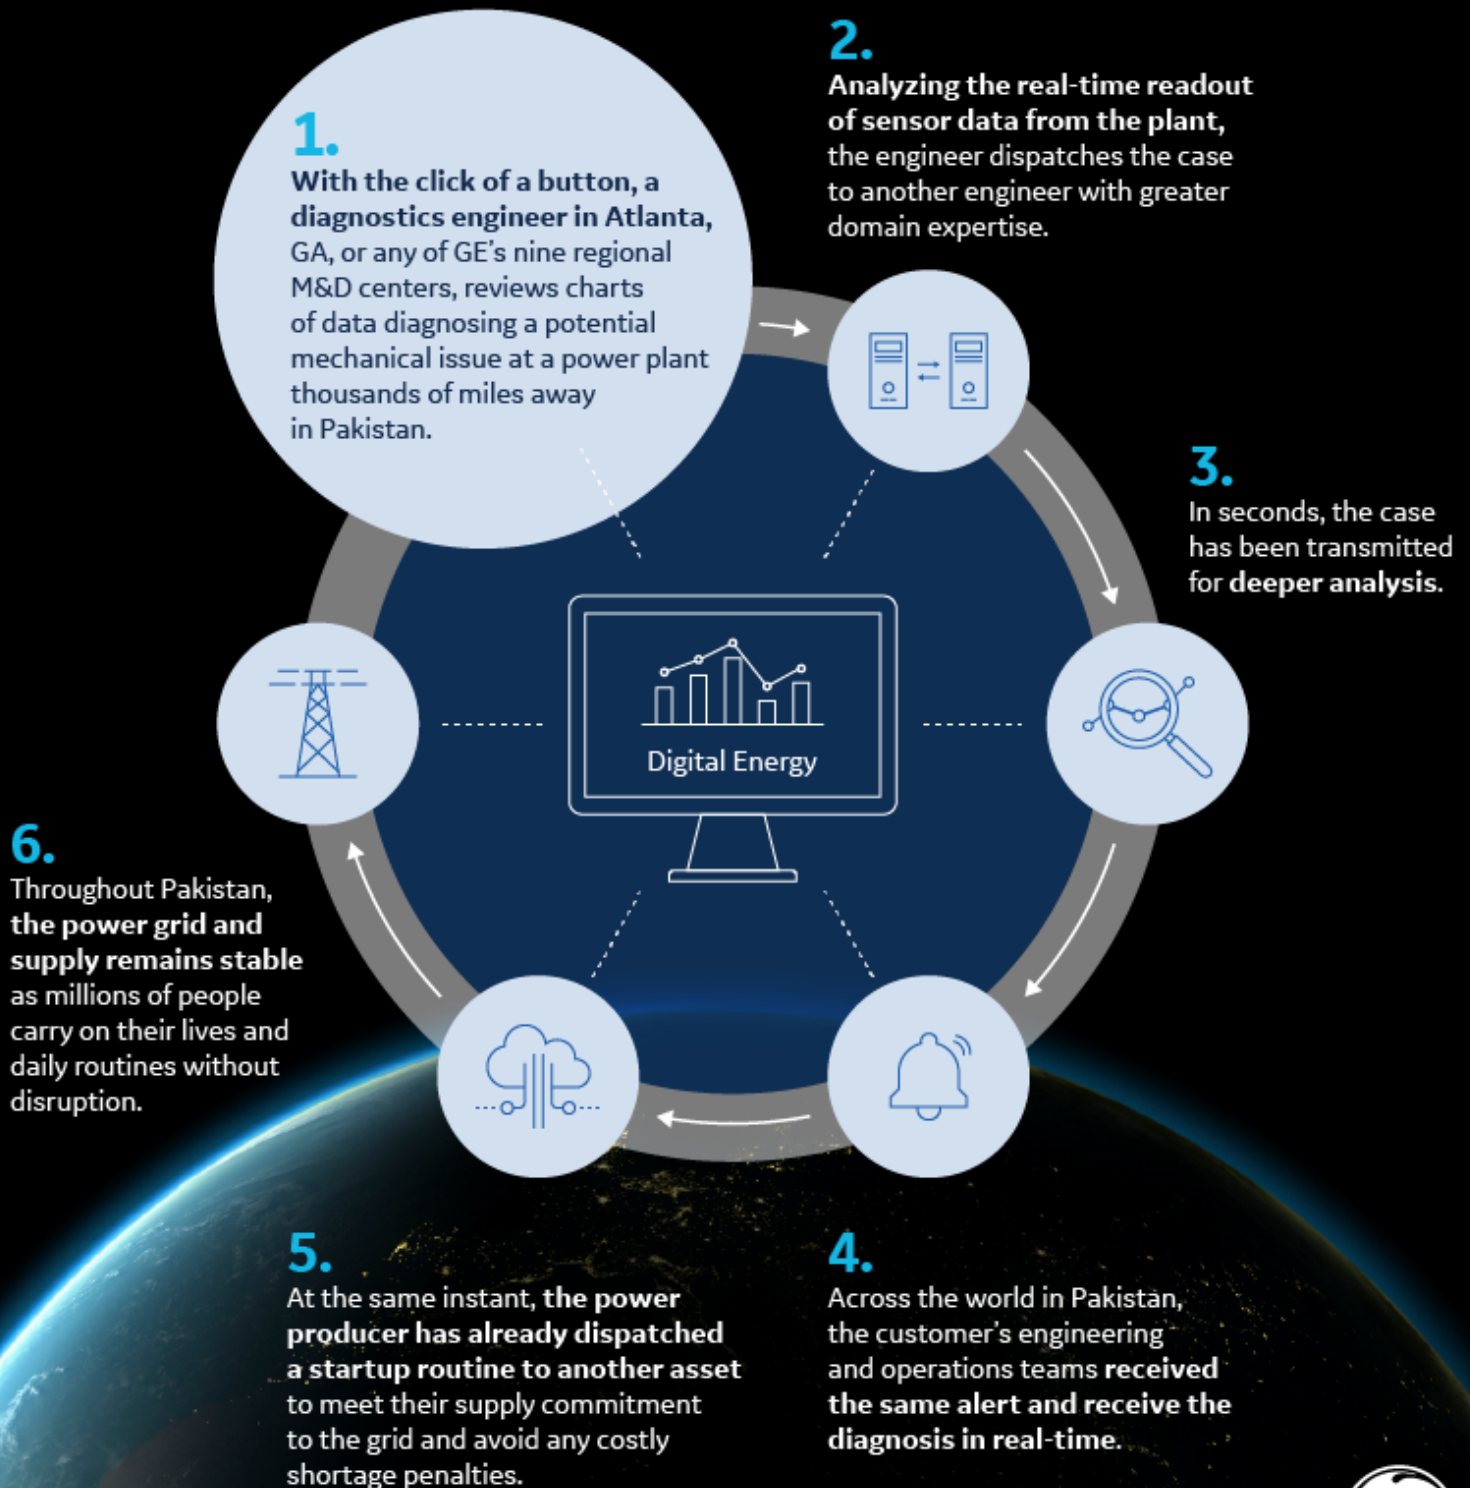 1.
With the click of a button, a
diagnostics engineer in Atlanta,
GA, or any of GE's nine regional
M&D centers, reviews charts
of data diagnosing a potential
mechanical issue at a power plant
thousands of miles away
in Pakistan.
2.
Analyzing the real-time readout
of sensor data from the plant,
the engineer dispatches the case
to another engineer with greater
domain expertise.
3.
In seconds, the case
has been transmitted
for deeper analysis.
Digital Energy
4.
Across the world in Pakistan,
the customer's engineering
and operations teams received
the same alert and receive the
diagnosis in real-time.
5.
At the same instant, the power
producer has already dispatched
a startup routine to another asset
to meet their supply commitment
to the grid and avoid any costly
shortage penalties.
6.
Throughout Pakistan,
the power grid and
supply remains stable
as millions of people
carry on their lives and
daily routines without
disruption.